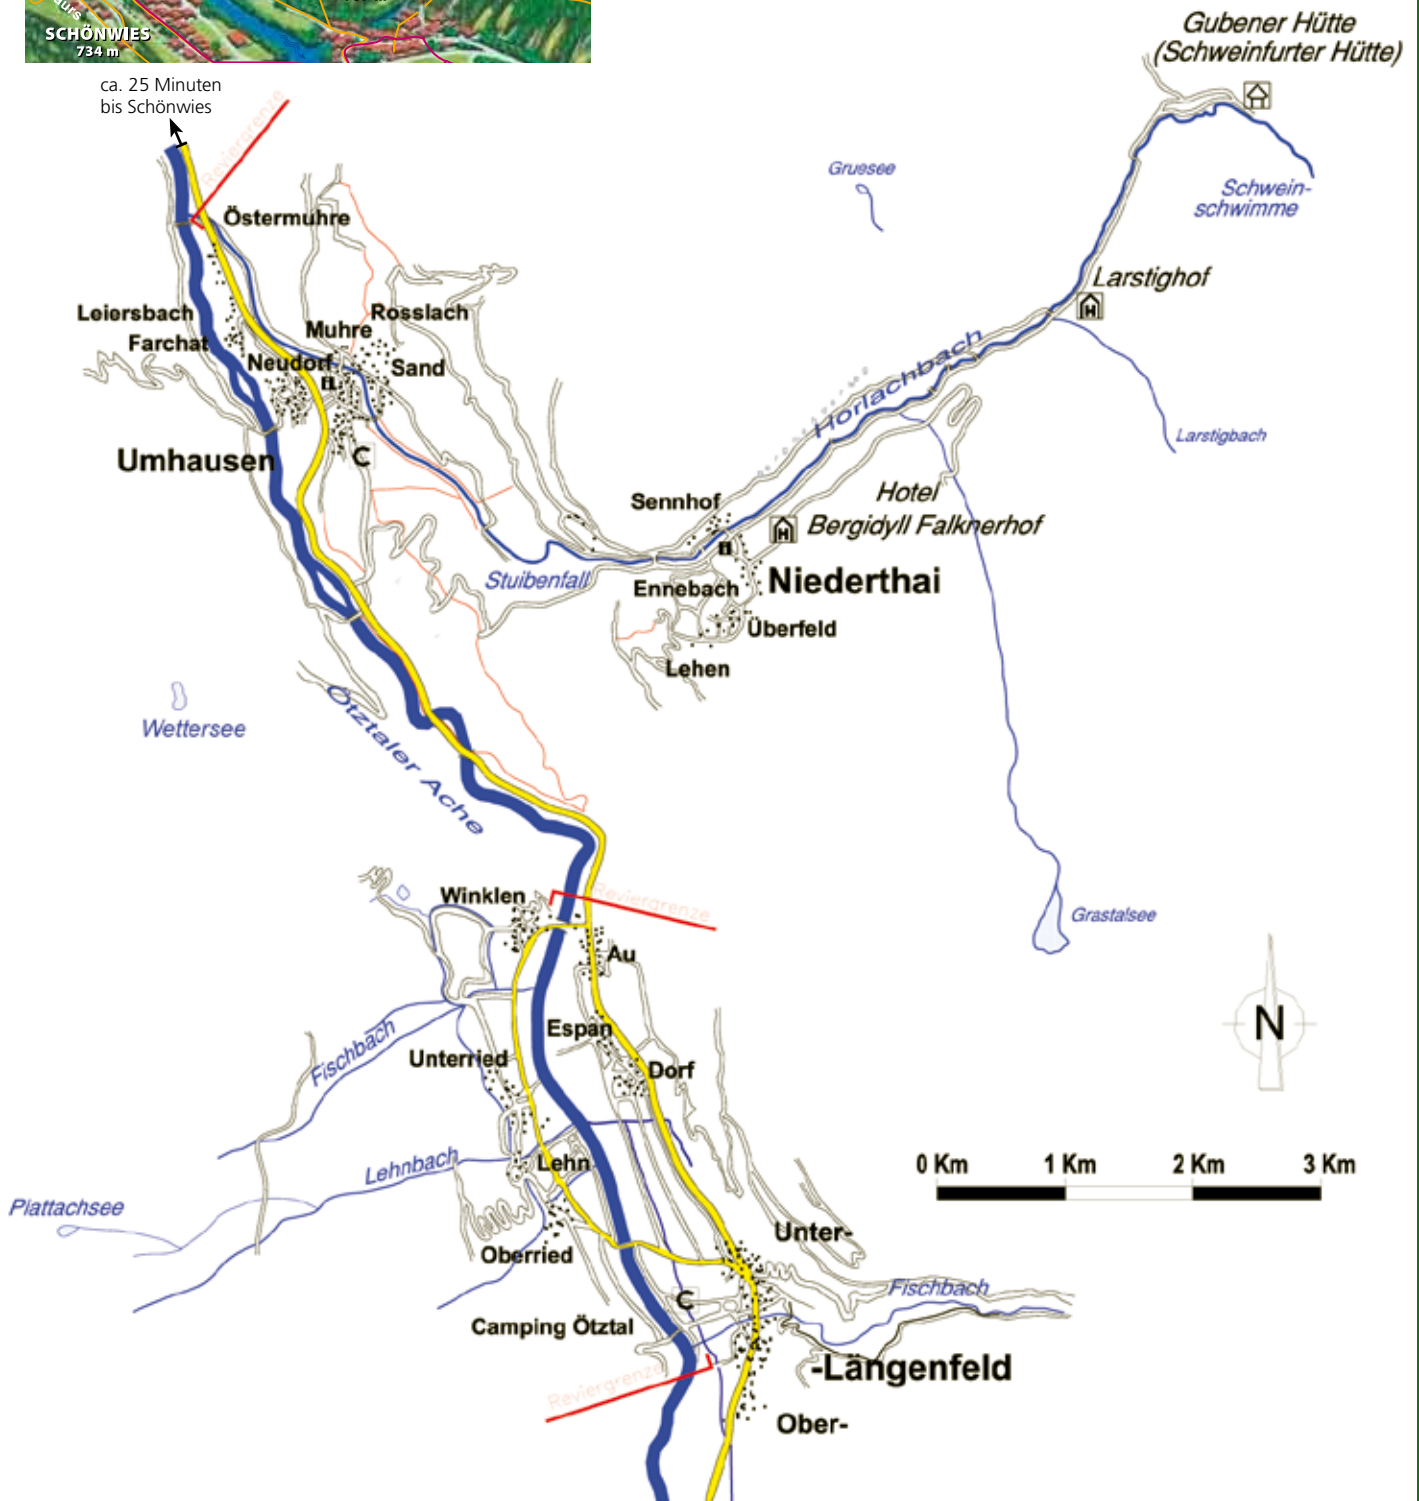 SCHÖNWIES
734 m
ca. 25 Minuten
bis Schönwies
Gubener Hütte
(Schweinfurter Hütte)
Reviergrenze
Östermuhre
Grussee
Schwein-
schwimme
Larstighof
Leiersbach
Rosslach
Muhre
Farchat
Neudorf
Sand
Horlachbach
Larstigbach
Umhausen
C
Sennhof
Hotel
Bergidyll Falknerhof
Stuibenfall
Ennebach
Niederthai
Überfeld
Lehen
Wettersee
Ötztaler Ache
Winklen
Reviergrenze
Grastalsee
Au
N
Espan
Fischbach
Unterried
Dorf
0 Km 1 Km 2 Km 3 Km
Lehnbach
Lehn
Plattachsee
Unter-
Oberried
Fischbach
C
Camping Ötztal
-Längenfeld
Reviergrenze
Ober-